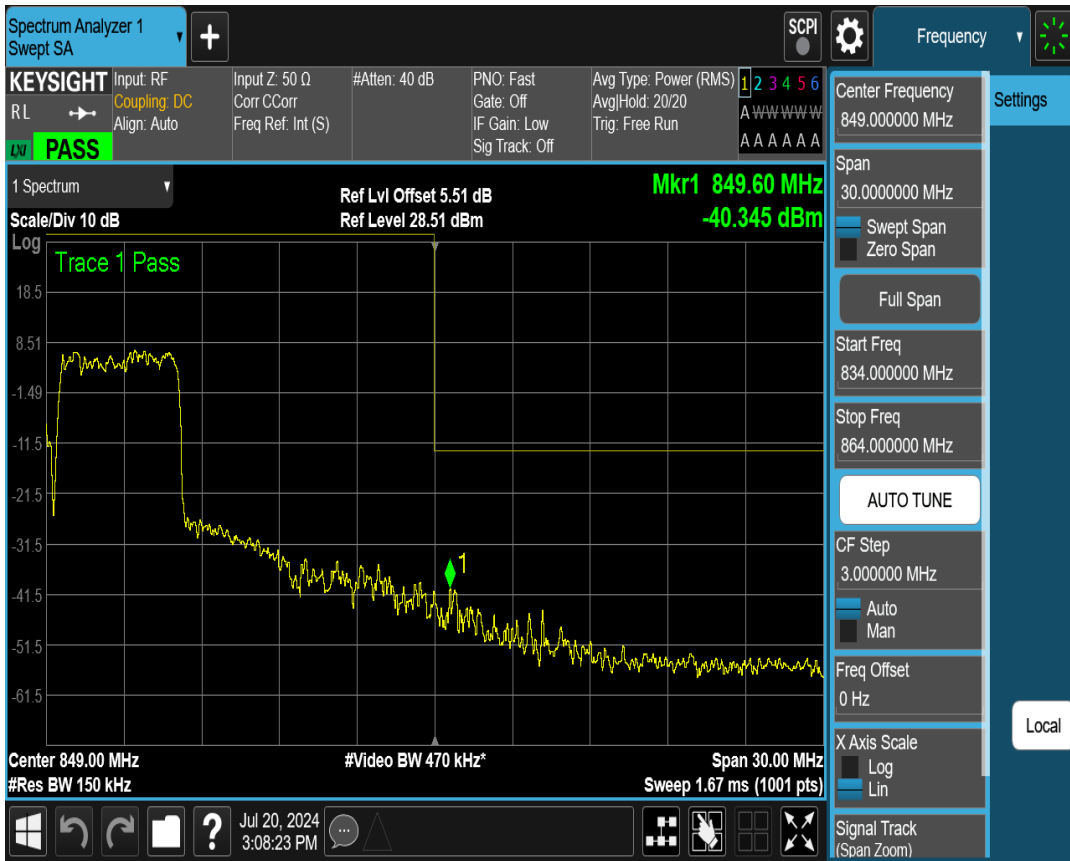 Spectrum Analyzer 1
Swept SA
+
SCPI
Frequency
KEYSIGHT
R L
LXI PASS
Input: RF
Coupling: DC
Align: Auto
Input Z: 50 Ω
Corr CCorr
Freq Ref: Int (S)
#Atten: 40 dB
PNO: Fast
Gate: Off
IF Gain: Low
Sig Track: Off
Avg Type: Power (RMS)
Avg|Hold: 20/20
Trig: Free Run
1 2 3 4 5 6
A W W W W W
A A A A A A
1 Spectrum
Scale/Div 10 dB
Ref Lvl Offset 5.51 dB
Ref Level 28.51 dBm
Mkr1 849.60 MHz
-40.345 dBm
Log
Trace 1 Pass
18.5
8.51
-1.49
-11.5
-21.5
-31.5
-41.5
-51.5
-61.5
1
Center 849.00 MHz
#Res BW 150 kHz
#Video BW 470 kHz*
Span 30.00 MHz
Sweep 1.67 ms (1001 pts)
Center Frequency
849.000000 MHz
Span
30.0000000 MHz
Swept Span
Zero Span
Full Span
Start Freq
834.000000 MHz
Stop Freq
864.000000 MHz
AUTO TUNE
CF Step
3.000000 MHz
Auto
Man
Freq Offset
0 Hz
X Axis Scale
Log
Lin
Signal Track
(Span Zoom)
Settings
Local
?
Jul 20, 2024
3:08:23 PM